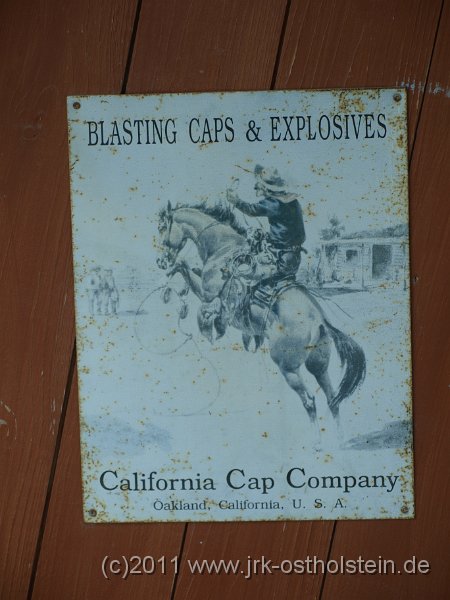 BLASTING CAPS & EXPLOSIVES
California Cap Company
Oakland, California, U. S. A.
(c)2011 www.jrk-ostholstein.de